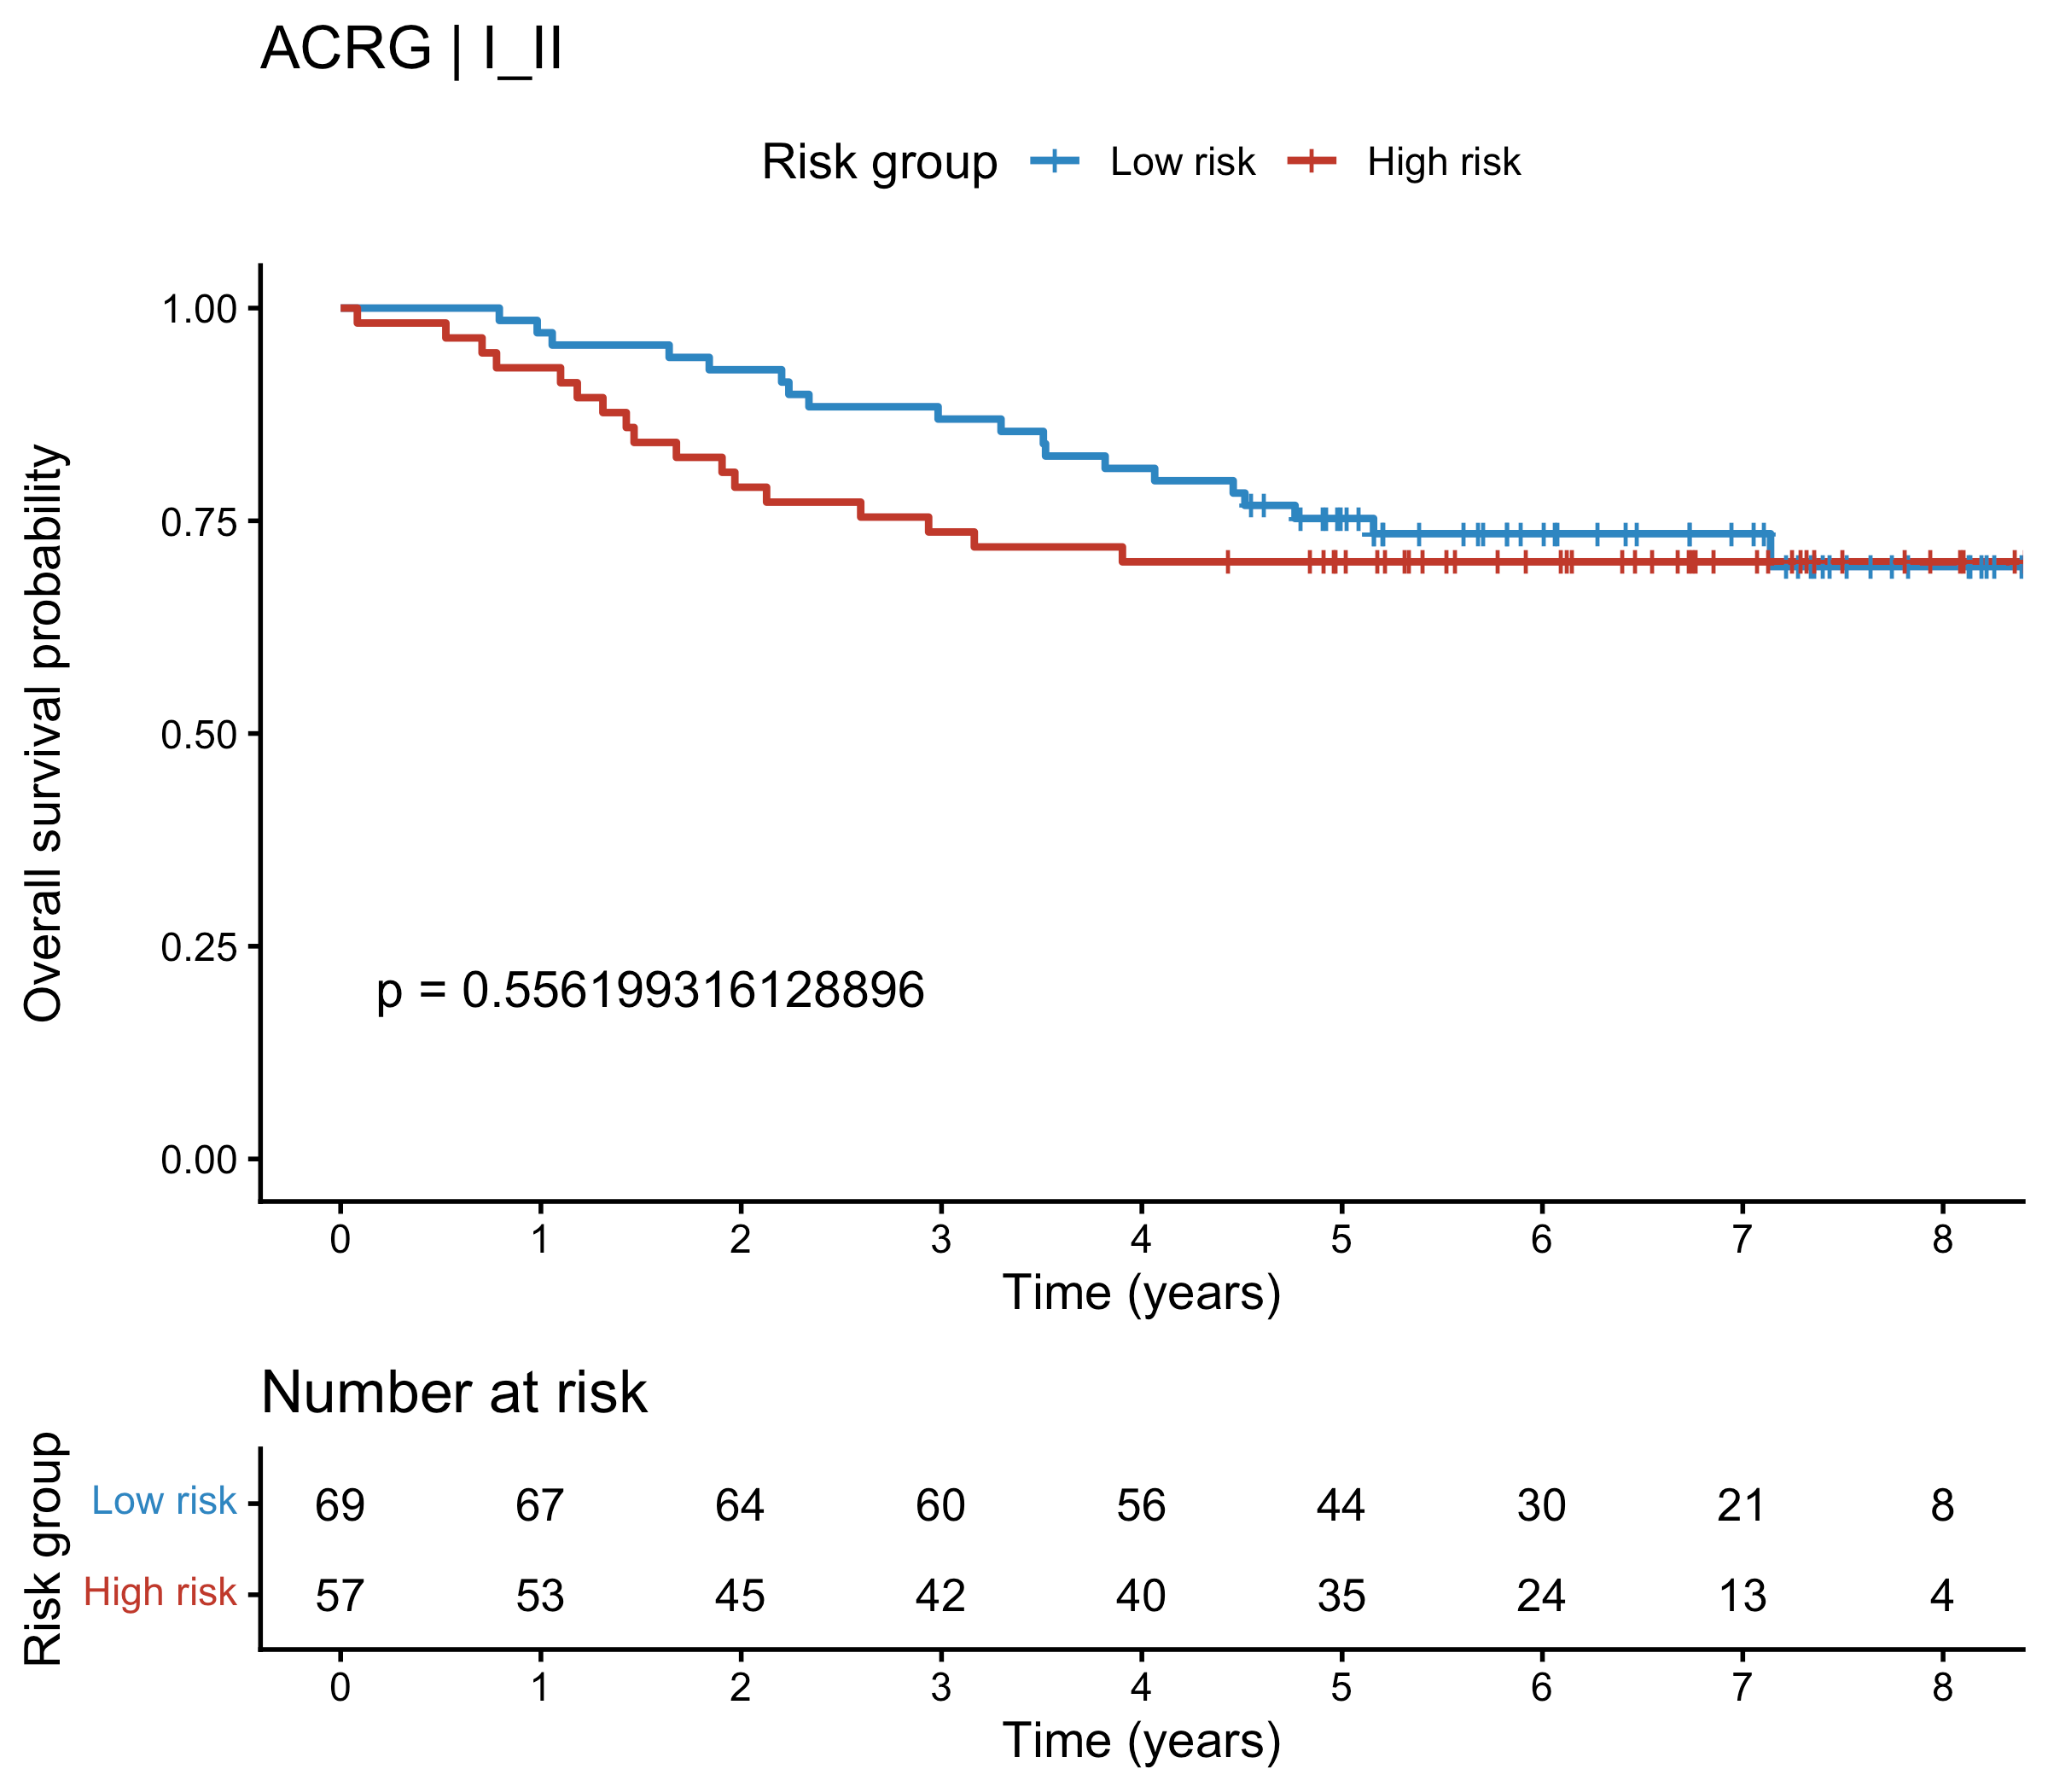 ACRG | I_II
Risk group Low risk High risk
Overall survival probability
1.00
0.75
0.50
0.25
0.00
p = 0.556199316128896
0 1 2 3 4 5 6 7 8
Time (years)
Number at risk
Risk group
Low risk 69 67 64 60 56 44 30 21 8
High risk 57 53 45 42 40 35 24 13 4
0 1 2 3 4 5 6 7 8
Time (years)